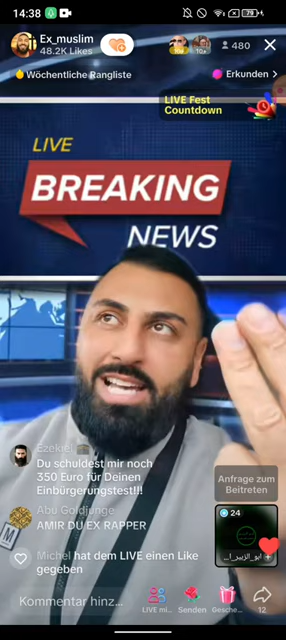 14:38
79
Ex_muslim
48.2K Likes
10+
480
Wöchentliche Rangliste
Erkunden >
LIVE Fest
Countdown
LIVE
BREAKING
NEWS
Ezekiel
Du schuldest mir noch
350 Euro für Deinen
Einbürgerungstest!!!
Abu Goldjunge
AMIR DU EX RAPPER
Michel hat dem LIVE einen Like
gegeben
Anfrage zum
Beitreten
24
Kommentar hinz...
LIVE mi...
Senden
Gesche...
12